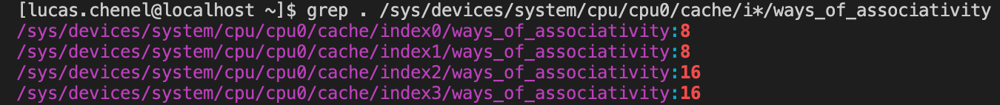 [lucas.chenel@localhost ~]$ grep . /sys/devices/system/cpu/cpu0/cache/i*/ways_of_associativity
/sys/devices/system/cpu/cpu0/cache/index0/ways_of_associativity:8
/sys/devices/system/cpu/cpu0/cache/index1/ways_of_associativity:8
/sys/devices/system/cpu/cpu0/cache/index2/ways_of_associativity:16
/sys/devices/system/cpu/cpu0/cache/index3/ways_of_associativity:16